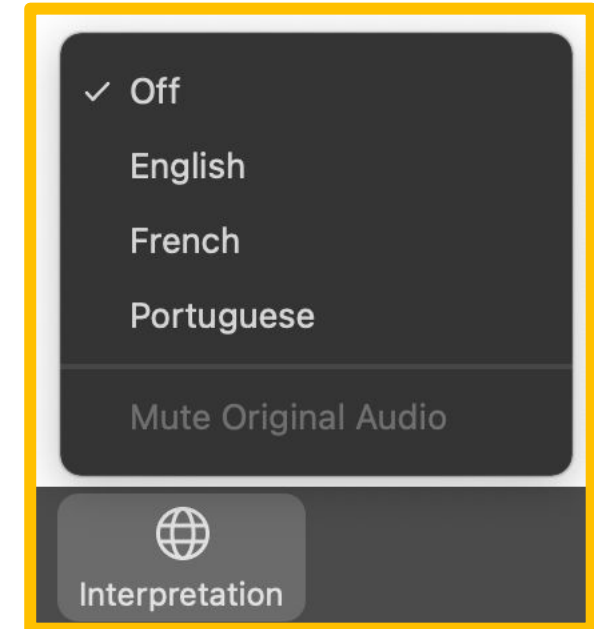 Off
English
French
Portuguese
Mute Original Audio
Interpretation